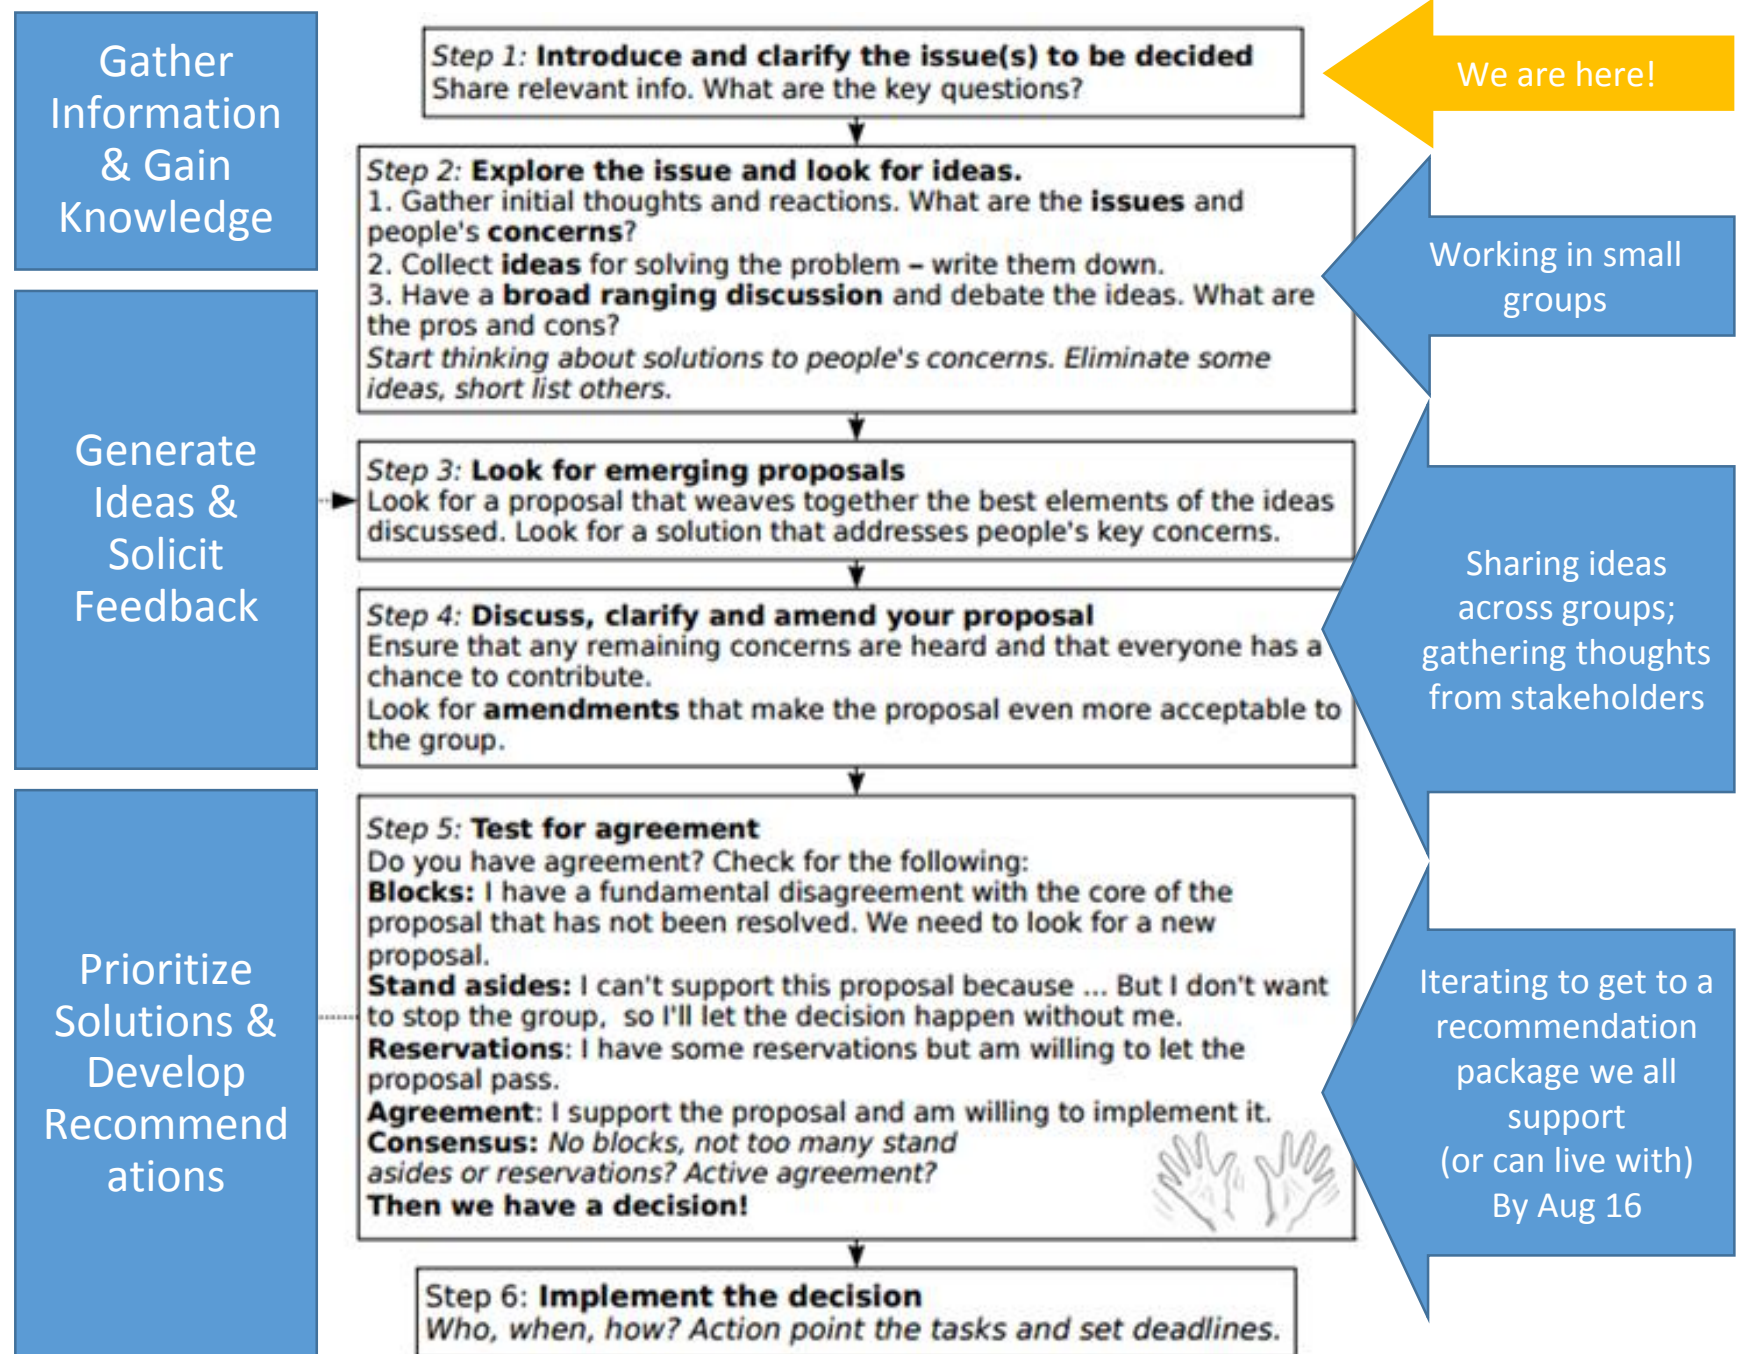 Gather
Information
& Gain
Knowledge
Generate
Ideas &
Solicit
Feedback
Prioritize
Solutions &
Develop
Recommend
ations
Step 1: Introduce and clarify the issue(s) to be decided
Share relevant info. What are the key questions?
Step 2: Explore the issue and look for ideas.
1. Gather initial thoughts and reactions. What are the issues and
people's concerns?
2. Collect ideas for solving the problem – write them down.
3. Have a broad ranging discussion and debate the ideas. What are
the pros and cons?
Start thinking about solutions to people's concerns. Eliminate some
ideas, short list others.
Step 3: Look for emerging proposals
Look for a proposal that weaves together the best elements of the ideas
discussed. Look for a solution that addresses people's key concerns.
Step 4: Discuss, clarify and amend your proposal
Ensure that any remaining concerns are heard and that everyone has a
chance to contribute.
Look for amendments that make the proposal even more acceptable to
the group.
Step 5: Test for agreement
Do you have agreement? Check for the following:
Blocks: I have a fundamental disagreement with the core of the
proposal that has not been resolved. We need to look for a new
proposal.
Stand asides: I can't support this proposal because ... But I don't want
to stop the group, so I'll let the decision happen without me.
Reservations: I have some reservations but am willing to let the
proposal pass.
Agreement: I support the proposal and am willing to implement it.
Consensus: No blocks, not too many stand
asides or reservations? Active agreement?
Then we have a decision!
Step 6: Implement the decision
Who, when, how? Action point the tasks and set deadlines.
We are here!
Working in small
groups
Sharing ideas
across groups;
gathering thoughts
from stakeholders
Iterating to get to a
recommendation
package we all
support
(or can live with)
By Aug 16